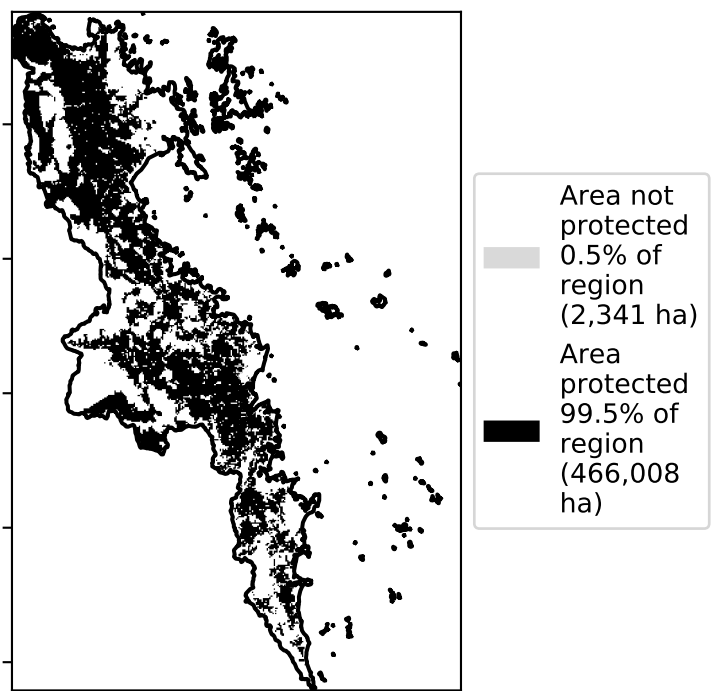 Area not
protected
0.5% of
region
(2,341 ha)
Area
protected
99.5% of
region
(466,008
ha)